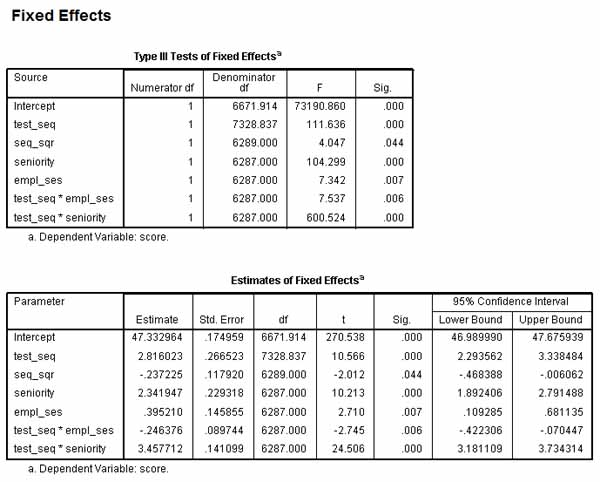 Fixed Effects
Type III Tests of Fixed Effectsa
Source Numerator df Denominator df F Sig.
Intercept 1 6671.914 73190.860 .000
test_seq 1 7328.837 111.636 .000
seq_sqr 1 6289.000 4.047 .044
seniority 1 6287.000 104.299 .000
empl_ses 1 6287.000 7.342 .007
test_seq * empl_ses 1 6287.000 7.537 .006
test_seq * seniority 1 6287.000 600.524 .000
a. Dependent Variable: score.
Estimates of Fixed Effectsa
Parameter Estimate Std. Error df t Sig. 95% Confidence Interval
Lower Bound Upper Bound
Intercept 47.332964 .174959 6671.914 270.538 .000 46.989990 47.675939
test_seq 2.816023 .266523 7328.837 10.566 .000 2.293562 3.338484
seq_sqr -.237225 .117920 6289.000 -2.012 .044 -.468388 -.006062
seniority 2.341947 .229318 6287.000 10.213 .000 1.892406 2.791488
empl_ses .395210 .145855 6287.000 2.710 .007 .109285 .681135
test_seq * empl_ses -.246376 .089744 6287.000 -2.745 .006 -.422306 -.070447
test_seq * seniority 3.457712 .141099 6287.000 24.506 .000 3.181109 3.734314
a. Dependent Variable: score.